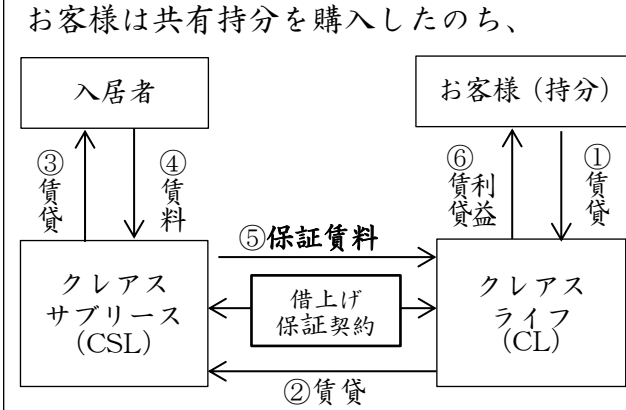 お客様は共有持分を購入したのち、
入居者
お客様（持分）
③賃貸
④賃料
⑥賃貸利益
①賃貸
⑤保証賃料
クレアス
サブリース
（CSL）
借上げ
保証契約
クレアス
ライフ
（CL）
②賃貸